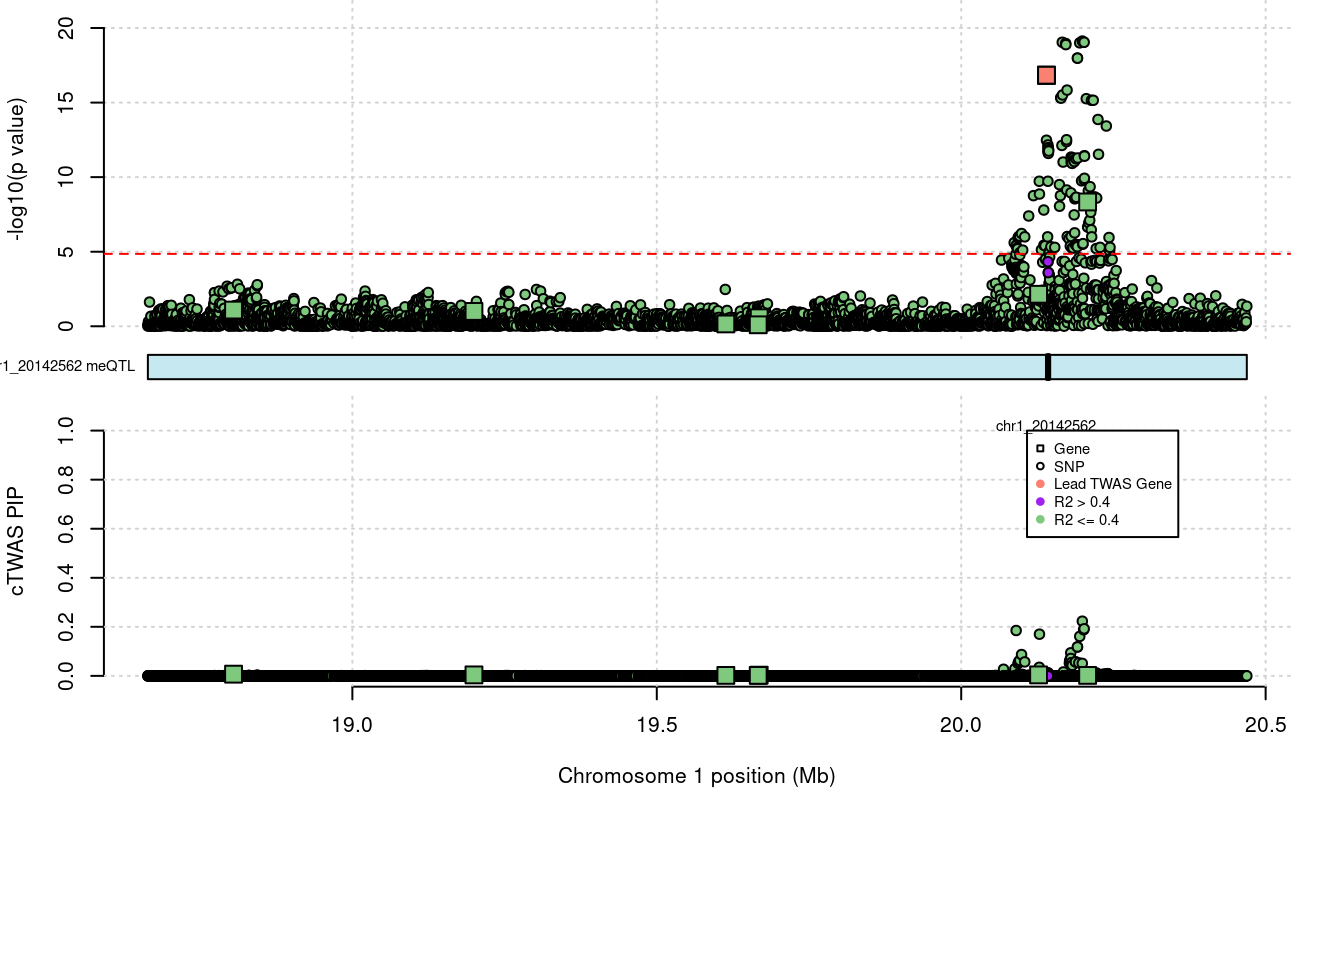 20
15
10
5
0
-log10(p value)
r1_20142562 meQTL
1.0
0.8
0.6
0.4
0.2
0.0
cTWAS PIP
chr1_20142562
Gene
SNP
Lead TWAS Gene
R2 > 0.4
R2 <= 0.4
19.0 19.5 20.0 20.5
Chromosome 1 position (Mb)